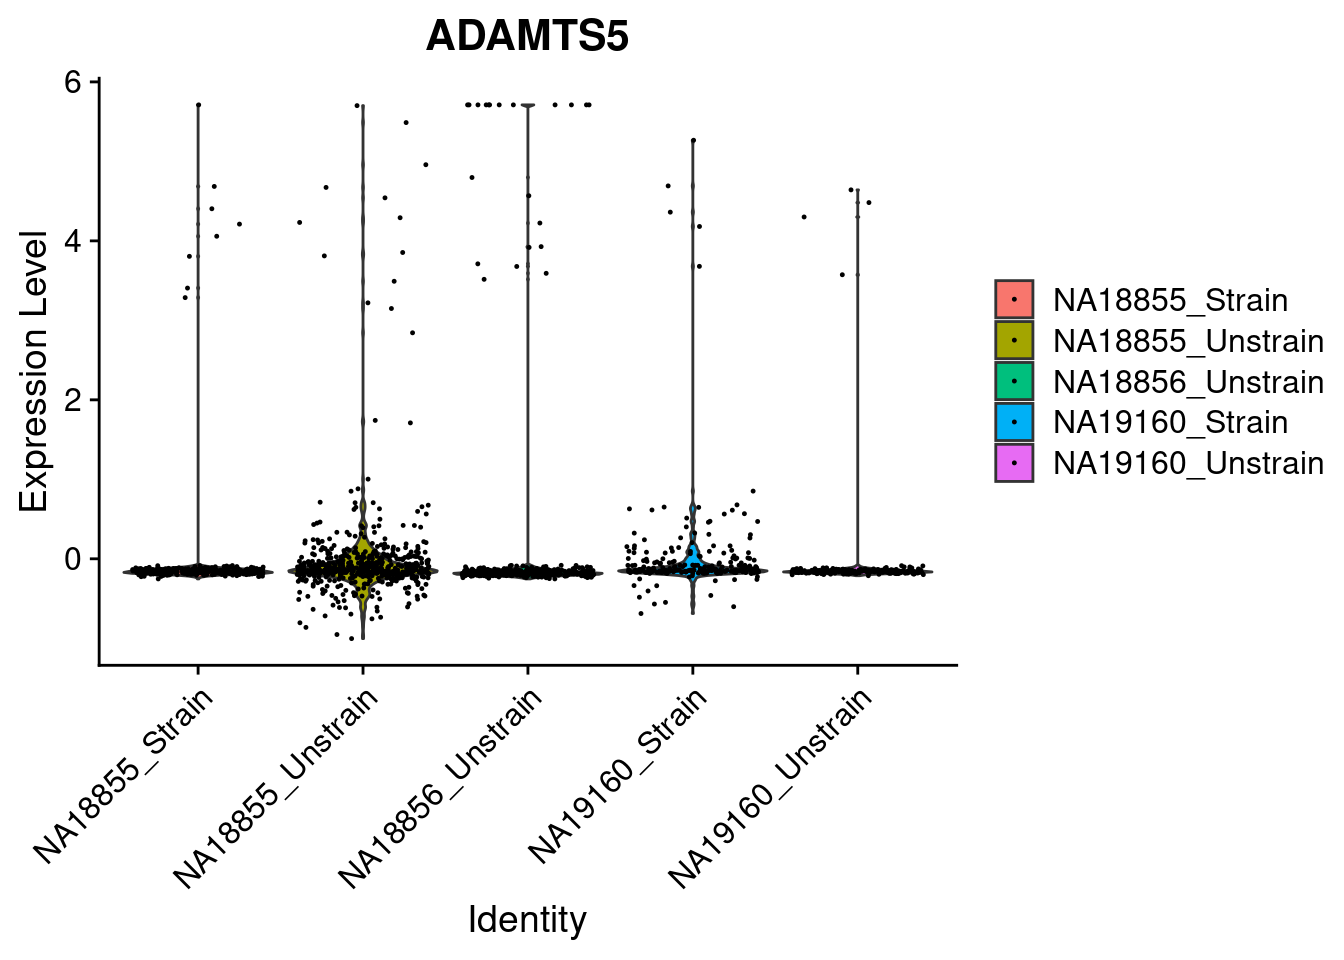 ADAMTS5
6
4
2
0
Expression Level
NA18855_Strain
NA18855_Unstrain
NA18856_Unstrain
NA19160_Strain
NA19160_Unstrain
Identity
NA18855_Strain
NA18855_Unstrain
NA18856_Unstrain
NA19160_Strain
NA19160_Unstrain